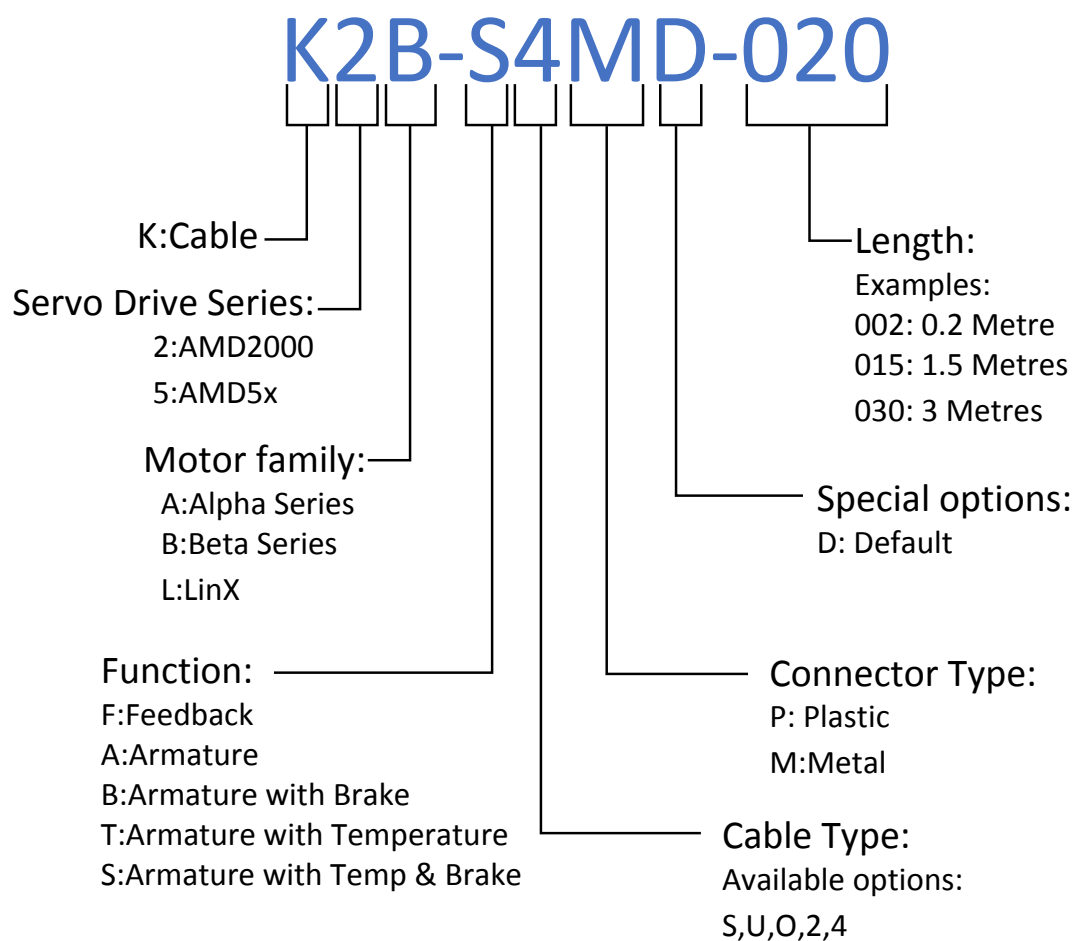 K2B-S4MD-020
K:Cable
Servo Drive Series:
2:AMD2000
5:AMD5x
Motor family:
A:Alpha Series
B:Beta Series
L:LinX
Function:
F:Feedback
A:Armature
B:Armature with Brake
T:Armature with Temperature
S:Armature with Temp & Brake
Length:
Examples:
002: 0.2 Metre
015: 1.5 Metres
030: 3 Metres
Special options:
D: Default
Connector Type:
P: Plastic
M:Metal
Cable Type:
Available options:
S,U,O,2,4